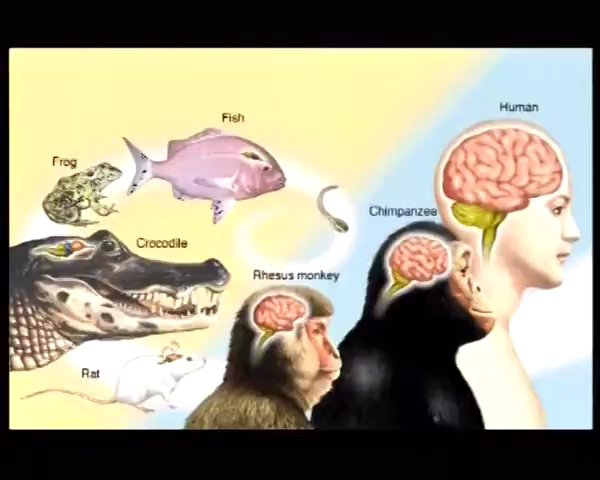 Human
Fish
Frog
Chimpanzee
Crocodile
Rhesus monkey
Rat